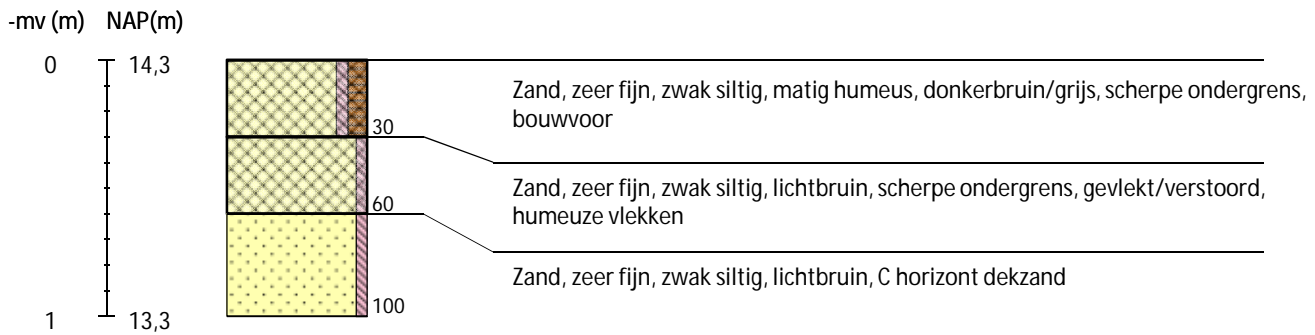 -mv (m) NAP(m)
0 14,3
Zand, zeer fijn, zwak siltig, matig humeus, donkerbruin/grijs, scherpe ondergrens,
bouwvoor
30
Zand, zeer fijn, zwak siltig, lichtbruin, scherpe ondergrens, gevlekt/verstoord,
humeuze vlekken
60
Zand, zeer fijn, zwak siltig, lichtbruin, C horizont dekzand
100
1 13,3